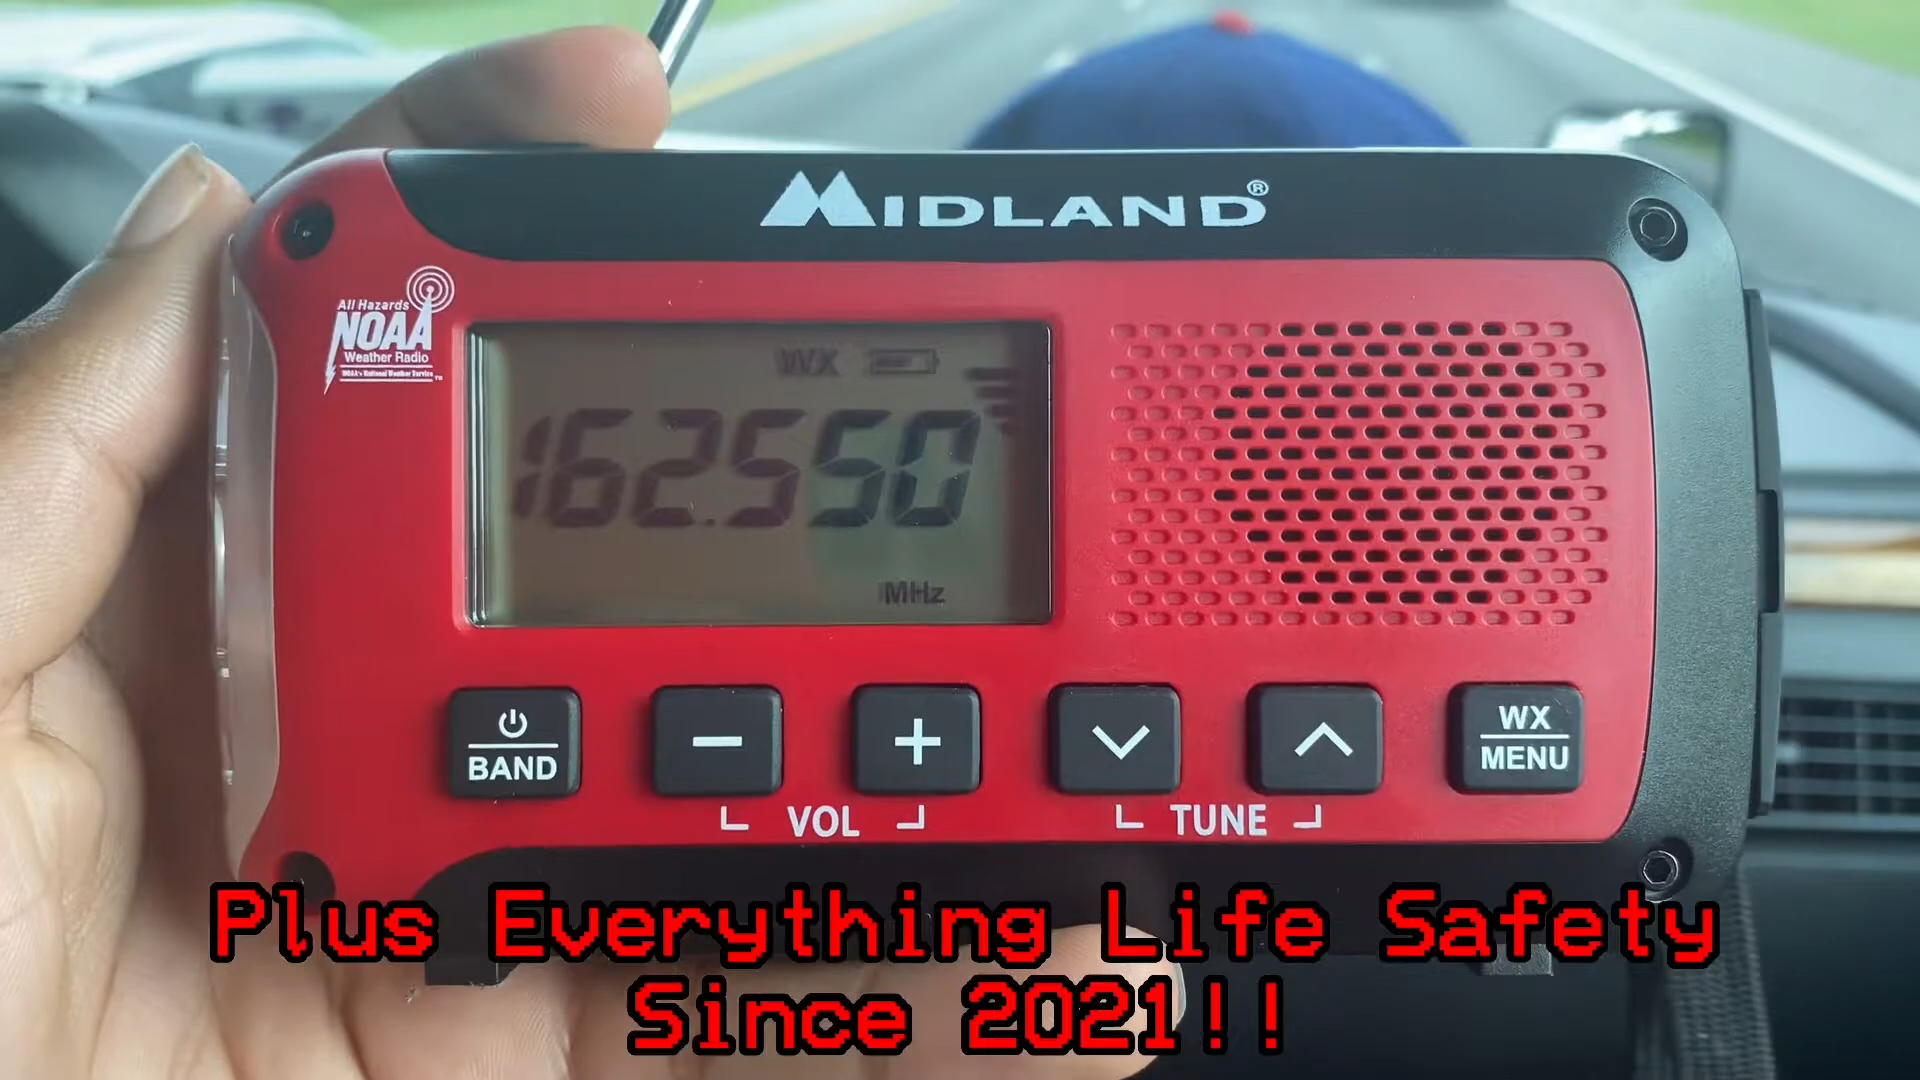 MIDLAND®
All Hazards
NOAA
Weather Radio
NOAA's National Weather Service™
WX
162.550
MHz
BAND
VOL
TUNE
WX
MENU
Plus Everything Life Safety
Since 2021!!